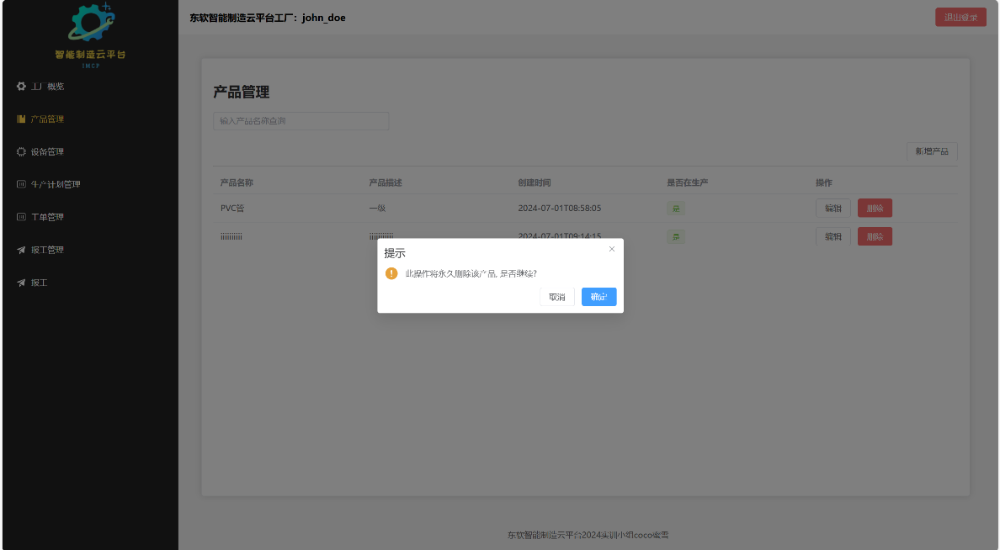 智能制造云平台
IMCP
工厂概览
产品管理
设备管理
生产计划管理
工单管理
报工管理
报工
东软智能制造云平台工厂：john_doe
退出登录
产品管理
输入产品名称查询
新增产品
产品名称 产品描述 创建时间 是否在生产 操作
PVC管 一级 2024-07-01T08:58:05 是 编辑 删除
2024-07-01T09:14:15 是 编辑 删除
提示
此操作将永久删除该产品, 是否继续?
取消 确定
东软智能制造云平台2024实训小组coco蜜雪